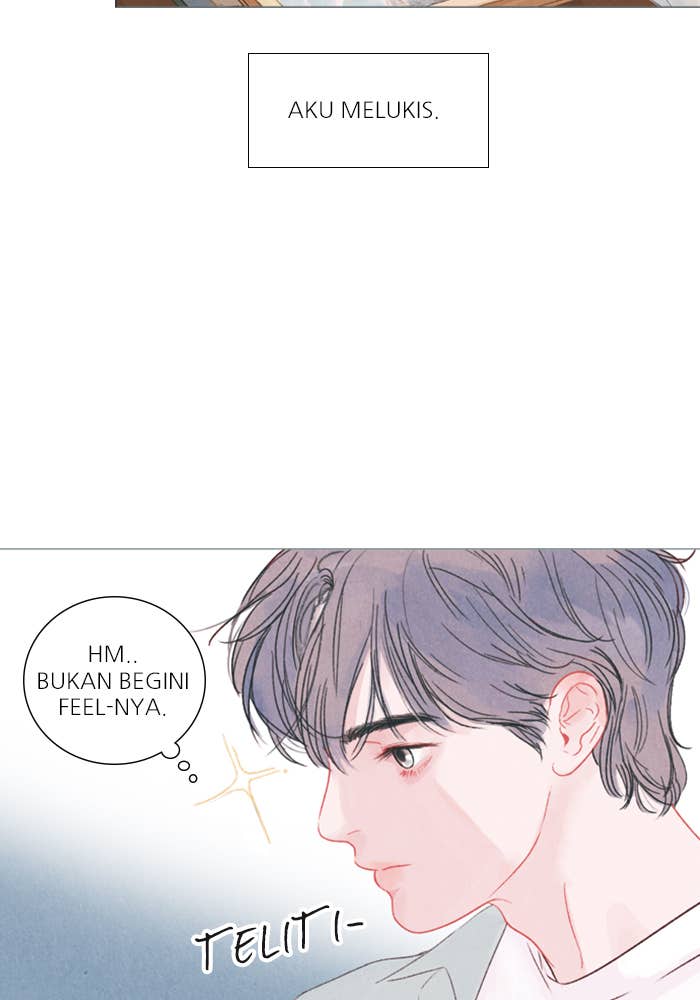 AKU MELUKIS.
HM..
BUKAN BEGINI
FEEL-NYA.
TELITI-